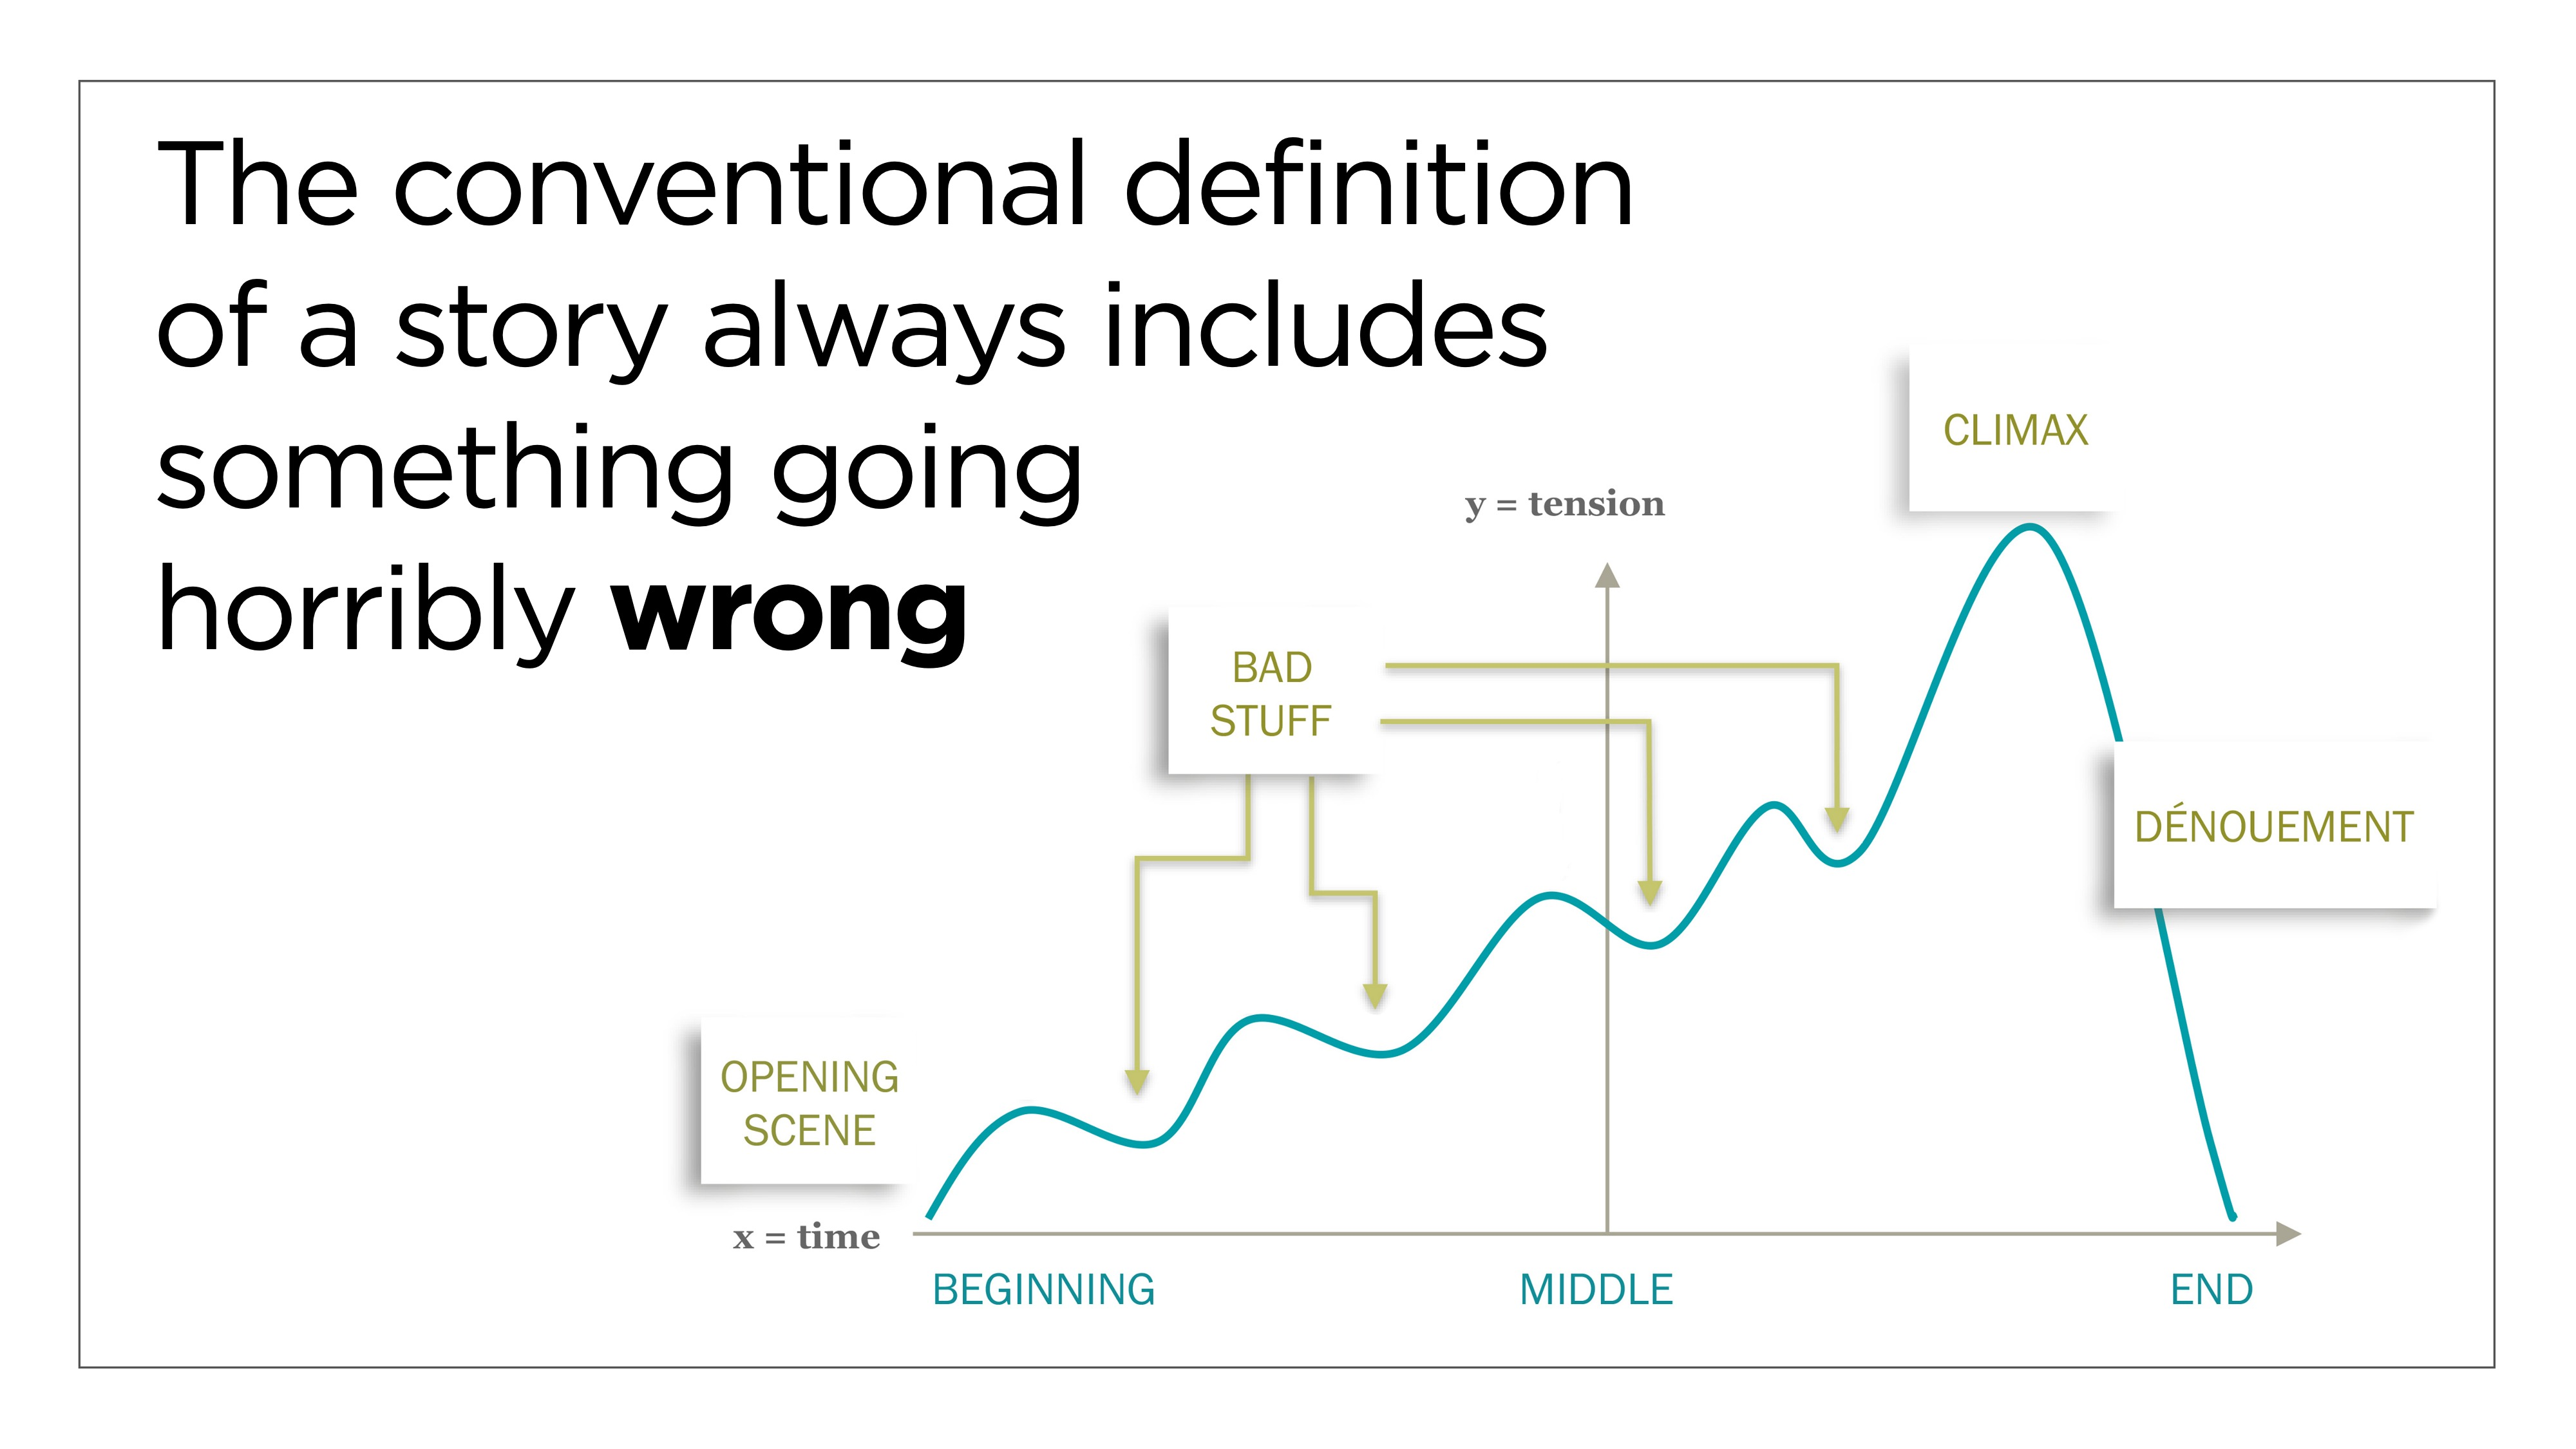 The conventional definition
of a story always includes
something going
horribly wrong
CLIMAX
y = tension
BAD
STUFF
DÉNOUEMENT
OPENING
SCENE
x = time
BEGINNING
MIDDLE
END